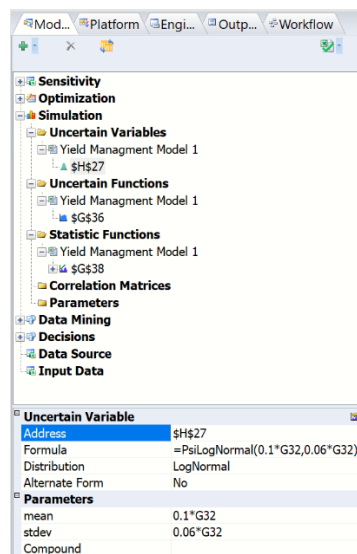 Mod... Platform Engi... Outp... Workflow
Sensitivity
Optimization
Simulation
Uncertain Variables
Yield Managment Model 1
$H$27
Uncertain Functions
Yield Managment Model 1
$G$36
Statistic Functions
Yield Managment Model 1
$G$38
Correlation Matrices
Parameters
Data Mining
Decisions
Data Source
Input Data
Uncertain Variable
Address $H$27
Formula =PsiLogNormal(0.1*G32,0.06*G32)
Distribution LogNormal
Alternate Form No
Parameters
mean 0.1*G32
stdev 0.06*G32
Compound